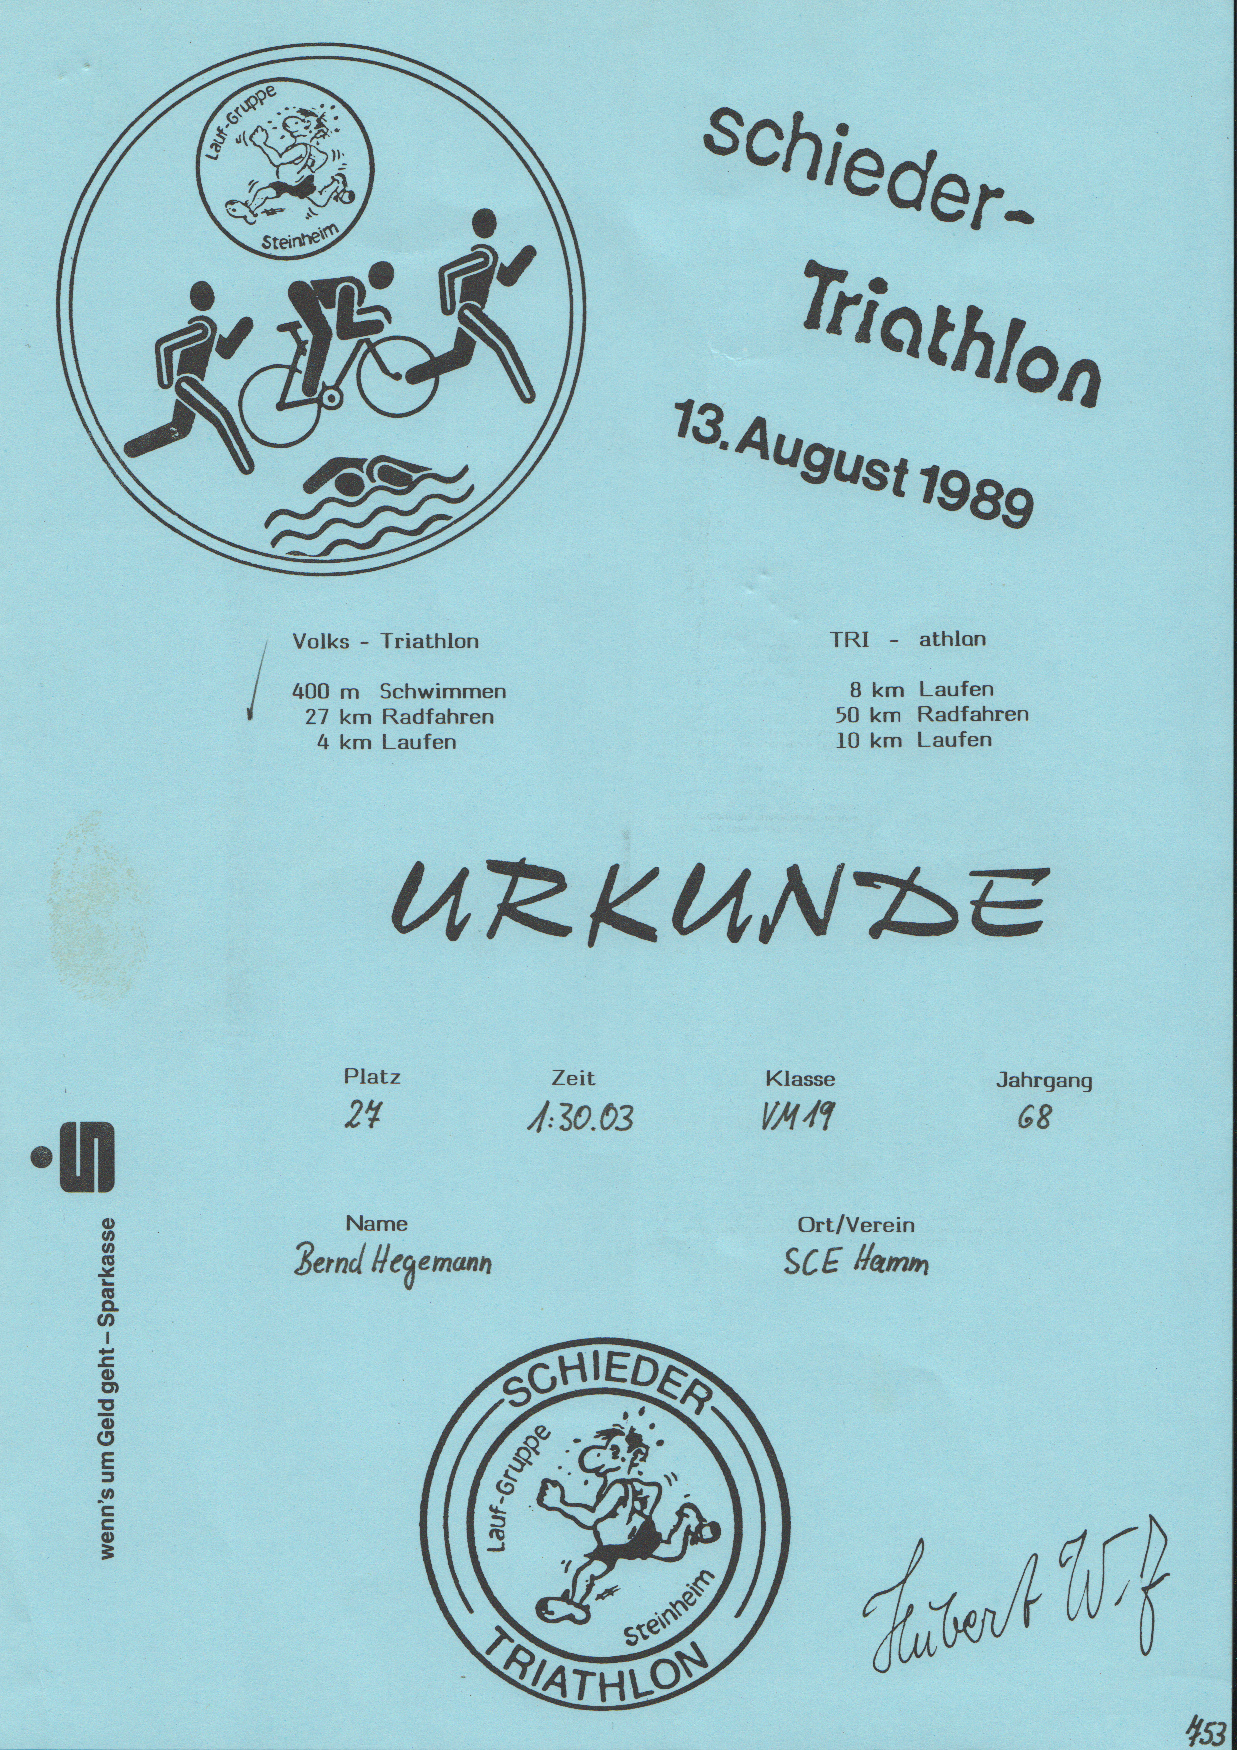 Lauf-Gruppe
Steinheim
schieder-
Triathlon
13. August 1989
Volks - Triathlon
400 m Schwimmen
27 km Radfahren
4 km Laufen
TRI - athlon
8 km Laufen
50 km Radfahren
10 km Laufen
URKUNDE
Platz Zeit Klasse Jahrgang
27 1:30.03 VM19 68
Name Ort/Verein
Bernd Hegemann SCE Hamm
wenn's um Geld geht – Sparkasse
SCHIEDER
Lauf-Gruppe
Steinheim
TRIATHLON
Hubert
753